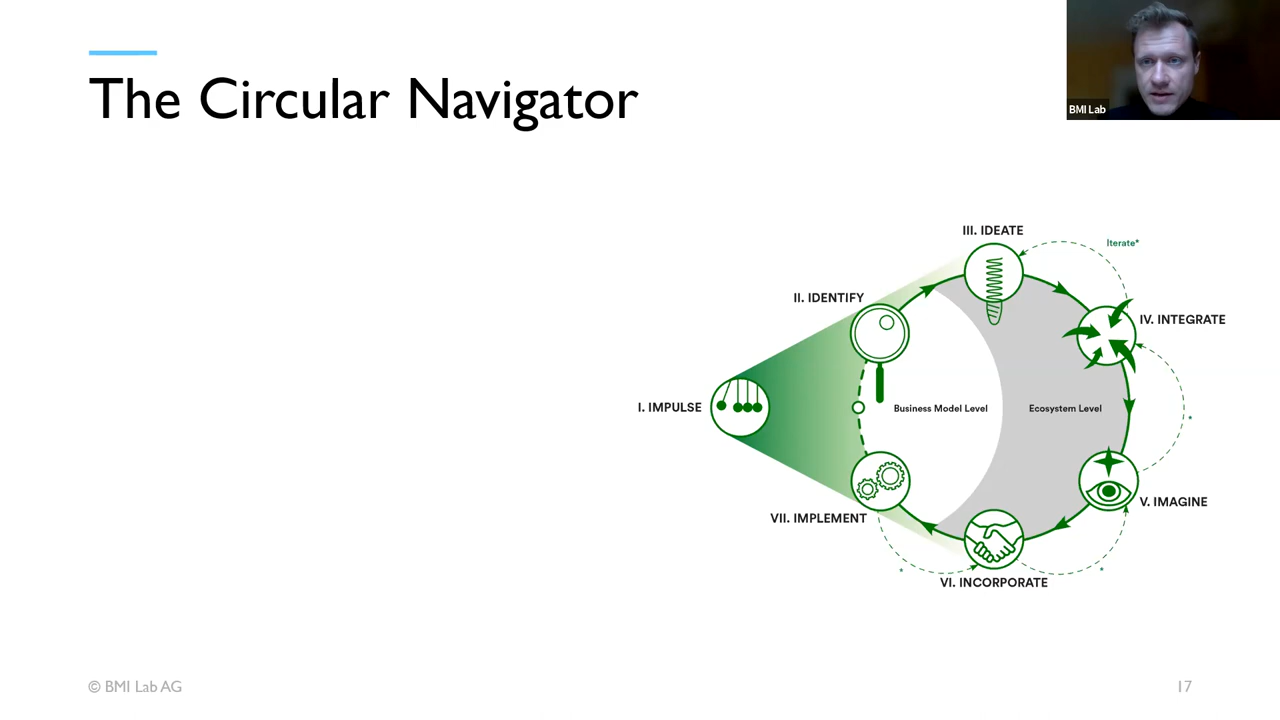 The Circular Navigator
BMI Lab
III. IDEATE
Iterate*
II. IDENTIFY
IV. INTEGRATE
I. IMPULSE
Business Model Level
Ecosystem Level
*
V. IMAGINE
VII. IMPLEMENT
*
*
VI. INCORPORATE
© BMI Lab AG
17